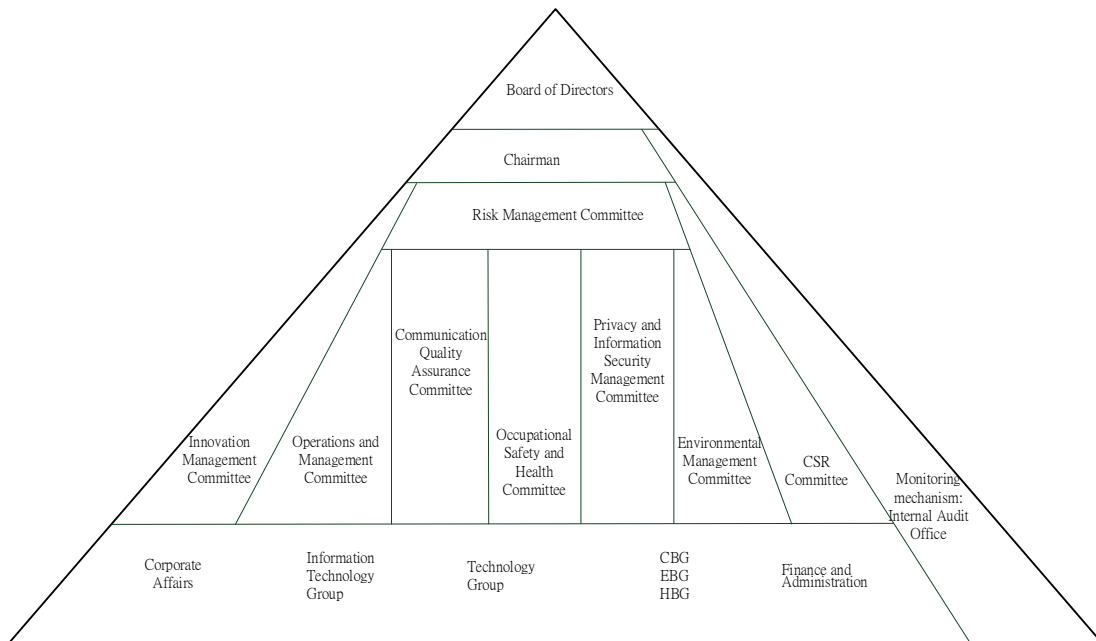 Board of Directors
Chairman
Risk Management Committee
Innovation
Management
Committee
Operations and
Management
Committee
Communication
Quality
Assurance
Committee
Occupational
Safety and
Health
Committee
Privacy and
Information
Security
Management
Committee
Environmental
Management
Committee
CSR
Committee
Monitoring
mechanism:
Internal Audit
Office
Corporate
Affairs
Information
Technology
Group
Technology
Group
CBG
EBG
HBG
Finance and
Administration